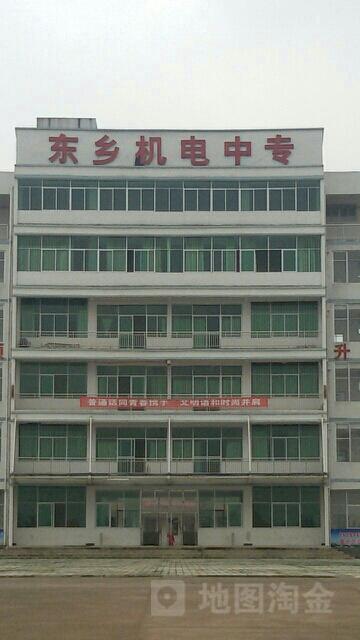 东乡机电中专
升
普通话同青春携手 文明语和时尚并肩
地图淘金